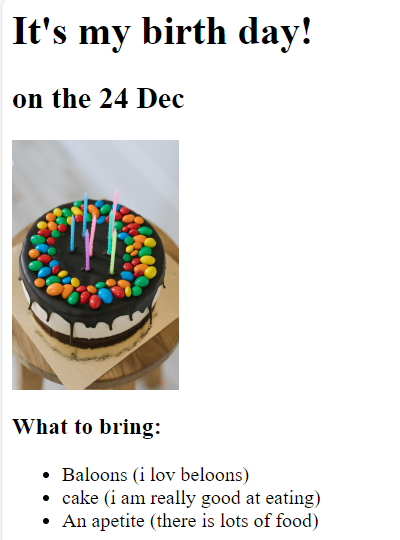 It's my birth day!
on the 24 Dec
What to bring:
Baloons (i lov beloons)
cake (i am really good at eating)
An apetite (there is lots of food)